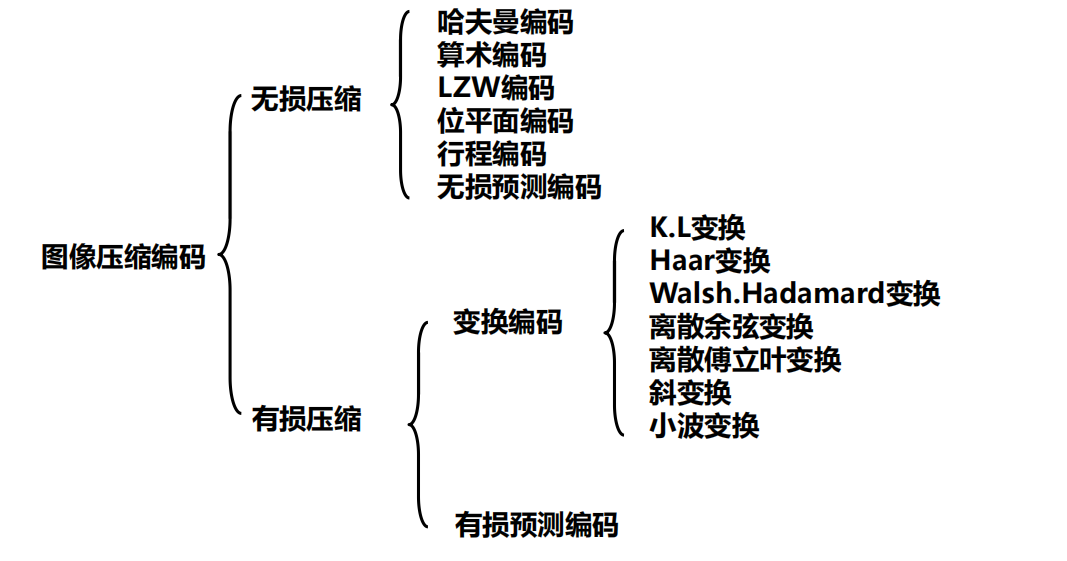 哈夫曼编码
算术编码
LZW编码
位平面编码
行程编码
无损预测编码
无损压缩
图像压缩编码
有损压缩
变换编码
K.L变换
Haar变换
Walsh.Hadamard变换
离散余弦变换
离散傅立叶变换
斜变换
小波变换
有损预测编码